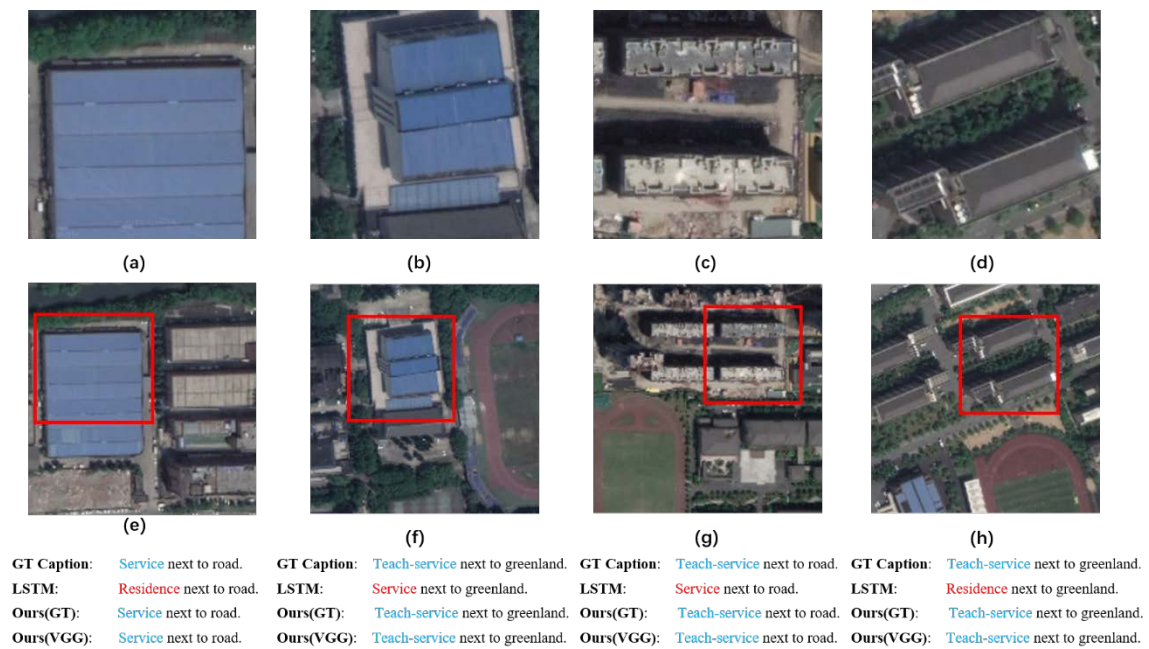 (a) (b) (c) (d)
(e) (f) (g) (h)
GT Caption: Service next to road.
LSTM: Residence next to road.
Ours(GT): Service next to road.
Ours(VGG): Service next to road.
GT Caption: Teach-service next to greenland.
LSTM: Service next to greenland.
Ours(GT): Teach-service next to greenland.
Ours(VGG): Teach-service next to greenland.
GT Caption: Teach-service next to road.
LSTM: Service next to road.
Ours(GT): Teach-service next to road.
Ours(VGG): Teach-service next to road.
GT Caption: Teach-service next to greenland.
LSTM: Residence next to greenland.
Ours(GT): Teach-service next to greenland.
Ours(VGG): Teach-service next to greenland.